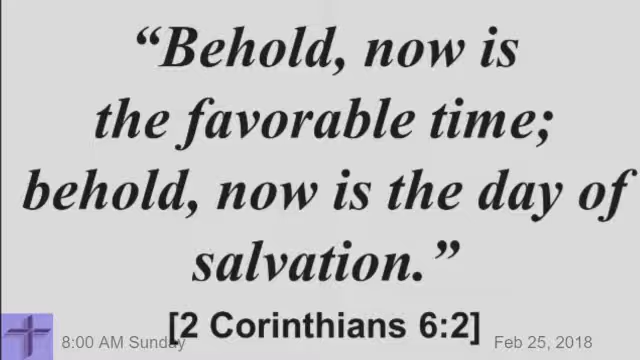 “Behold, now is
the favorable time;
behold, now is the day of
salvation.”
[2 Corinthians 6:2]
8:00 AM Sunday
Feb 25, 2018